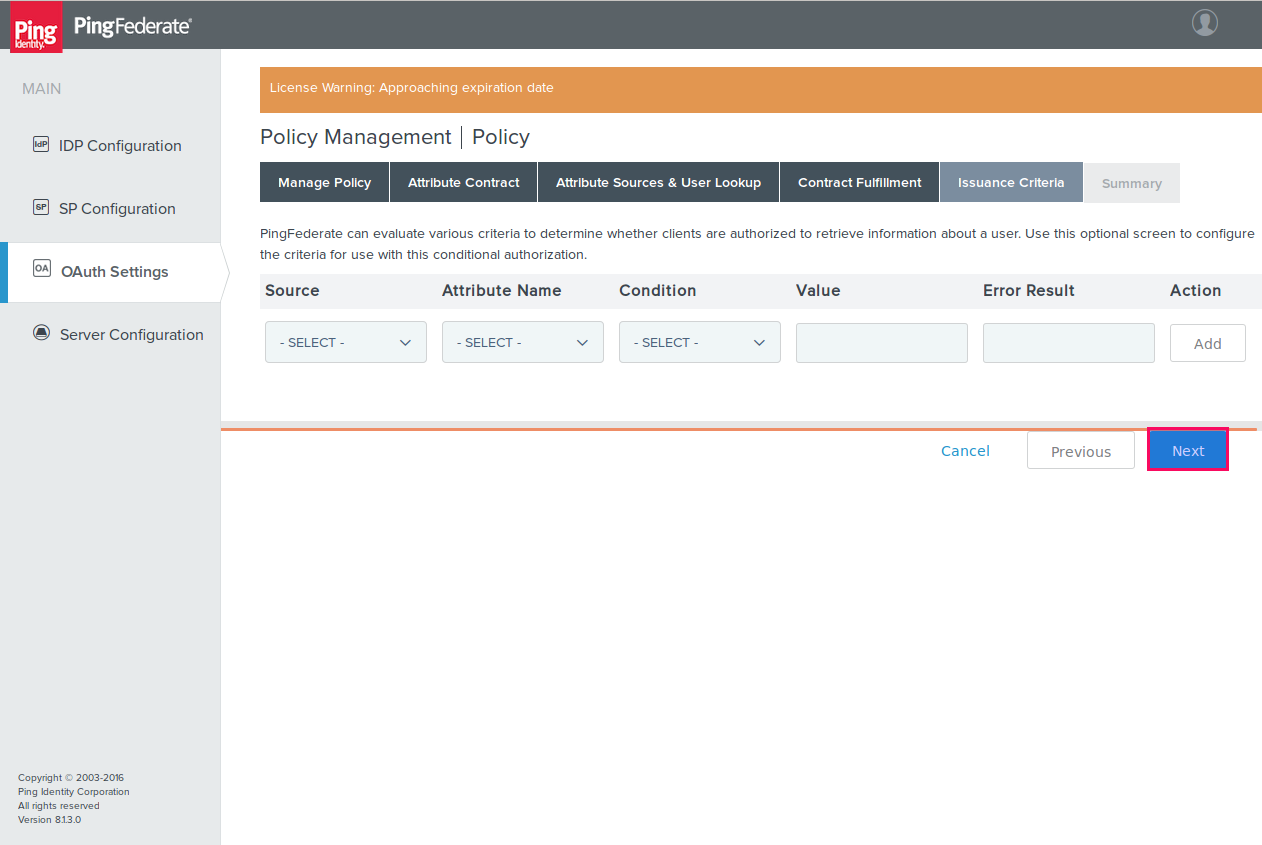 Ping
Identity.
PingFederate®
MAIN
IdP IDP Configuration
SP SP Configuration
OA OAuth Settings
Server Configuration
License Warning: Approaching expiration date
Policy Management | Policy
Manage Policy Attribute Contract Attribute Sources & User Lookup Contract Fulfillment Issuance Criteria Summary
PingFederate can evaluate various criteria to determine whether clients are authorized to retrieve information about a user. Use this optional screen to configure
the criteria for use with this conditional authorization.
Source Attribute Name Condition Value Error Result Action
- SELECT - - SELECT - - SELECT - Add
Cancel Previous Next
Copyright © 2003-2016
Ping Identity Corporation
All rights reserved
Version 8.1.3.0